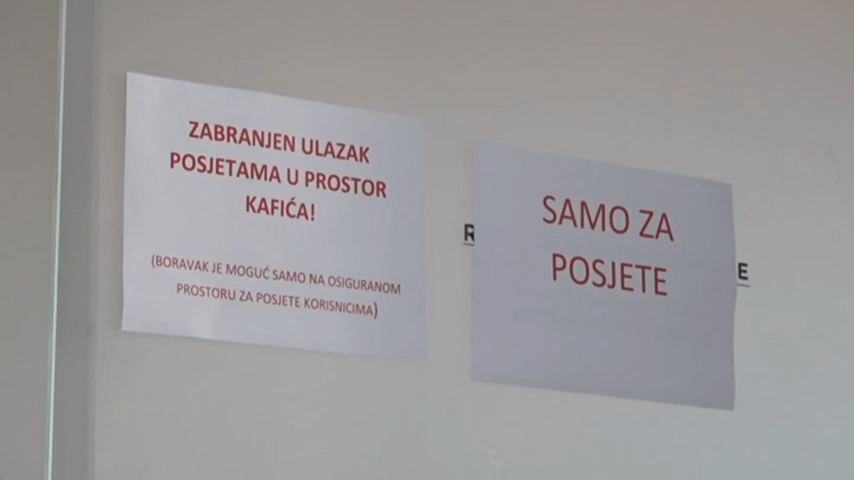 ZABRANJEN ULAZAK
POSJETAMA U PROSTOR
KAFIĆA!
(BORAVAK JE MOGUĆ SAMO NA OSIGURANOM
PROSTORU ZA POSJETE KORISNICIMA)
SAMO ZA
POSJETE